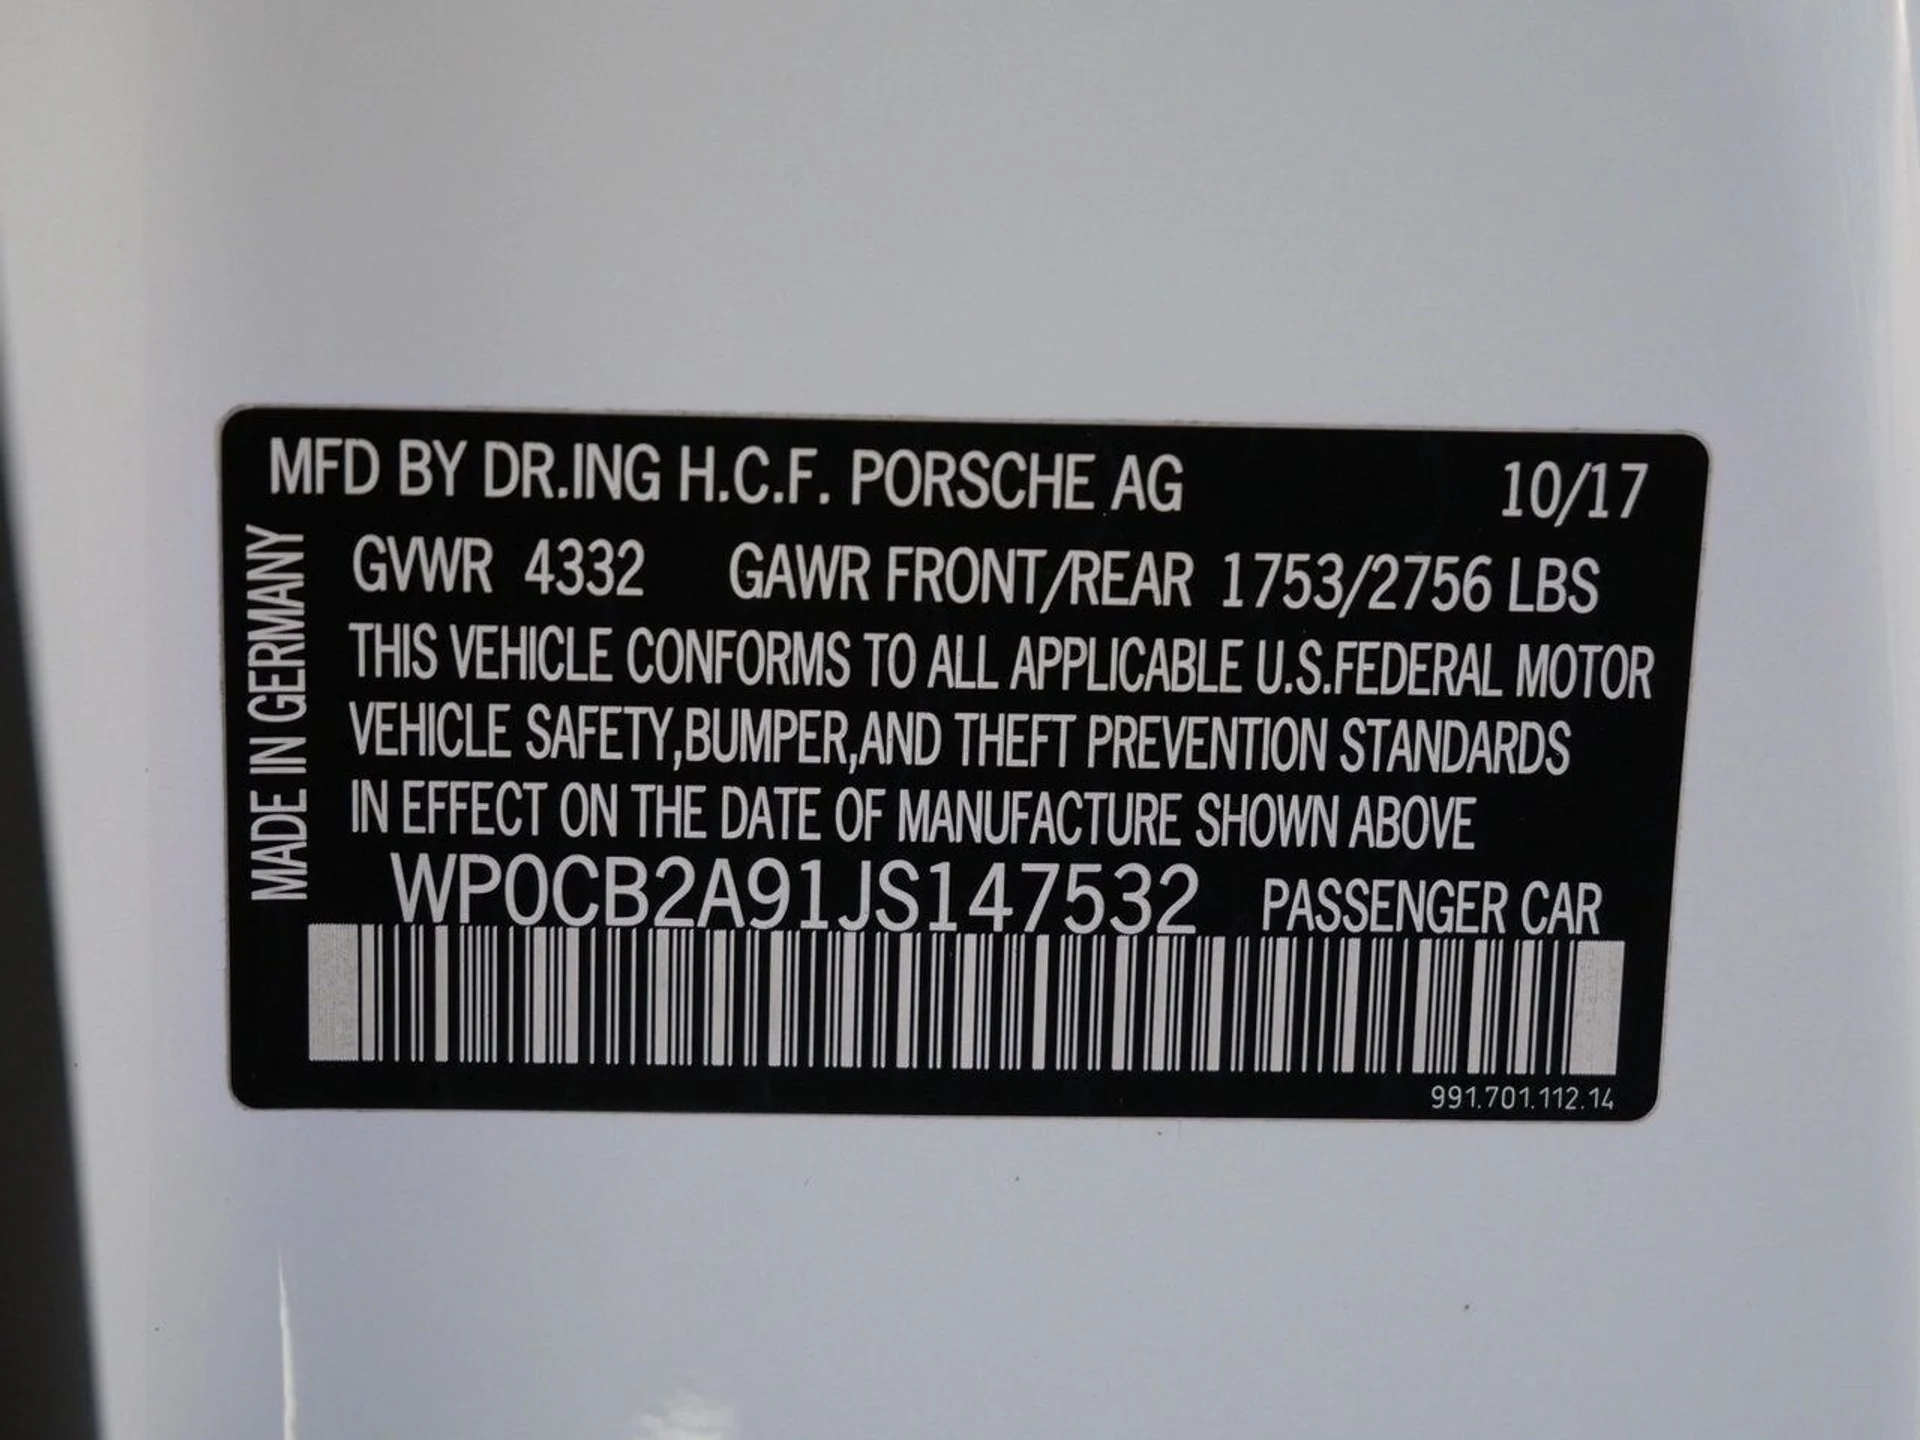 MFD BY DR.ING H.C.F. PORSCHE AG 10/17
GVWR 4332 GAWR FRONT/REAR 1753/2756 LBS
THIS VEHICLE CONFORMS TO ALL APPLICABLE U.S.FEDERAL MOTOR
VEHICLE SAFETY,BUMPER,AND THEFT PREVENTION STANDARDS
IN EFFECT ON THE DATE OF MANUFACTURE SHOWN ABOVE
WP0CB2A91JS147532 PASSENGER CAR
991.701.112.14
MADE IN GERMANY